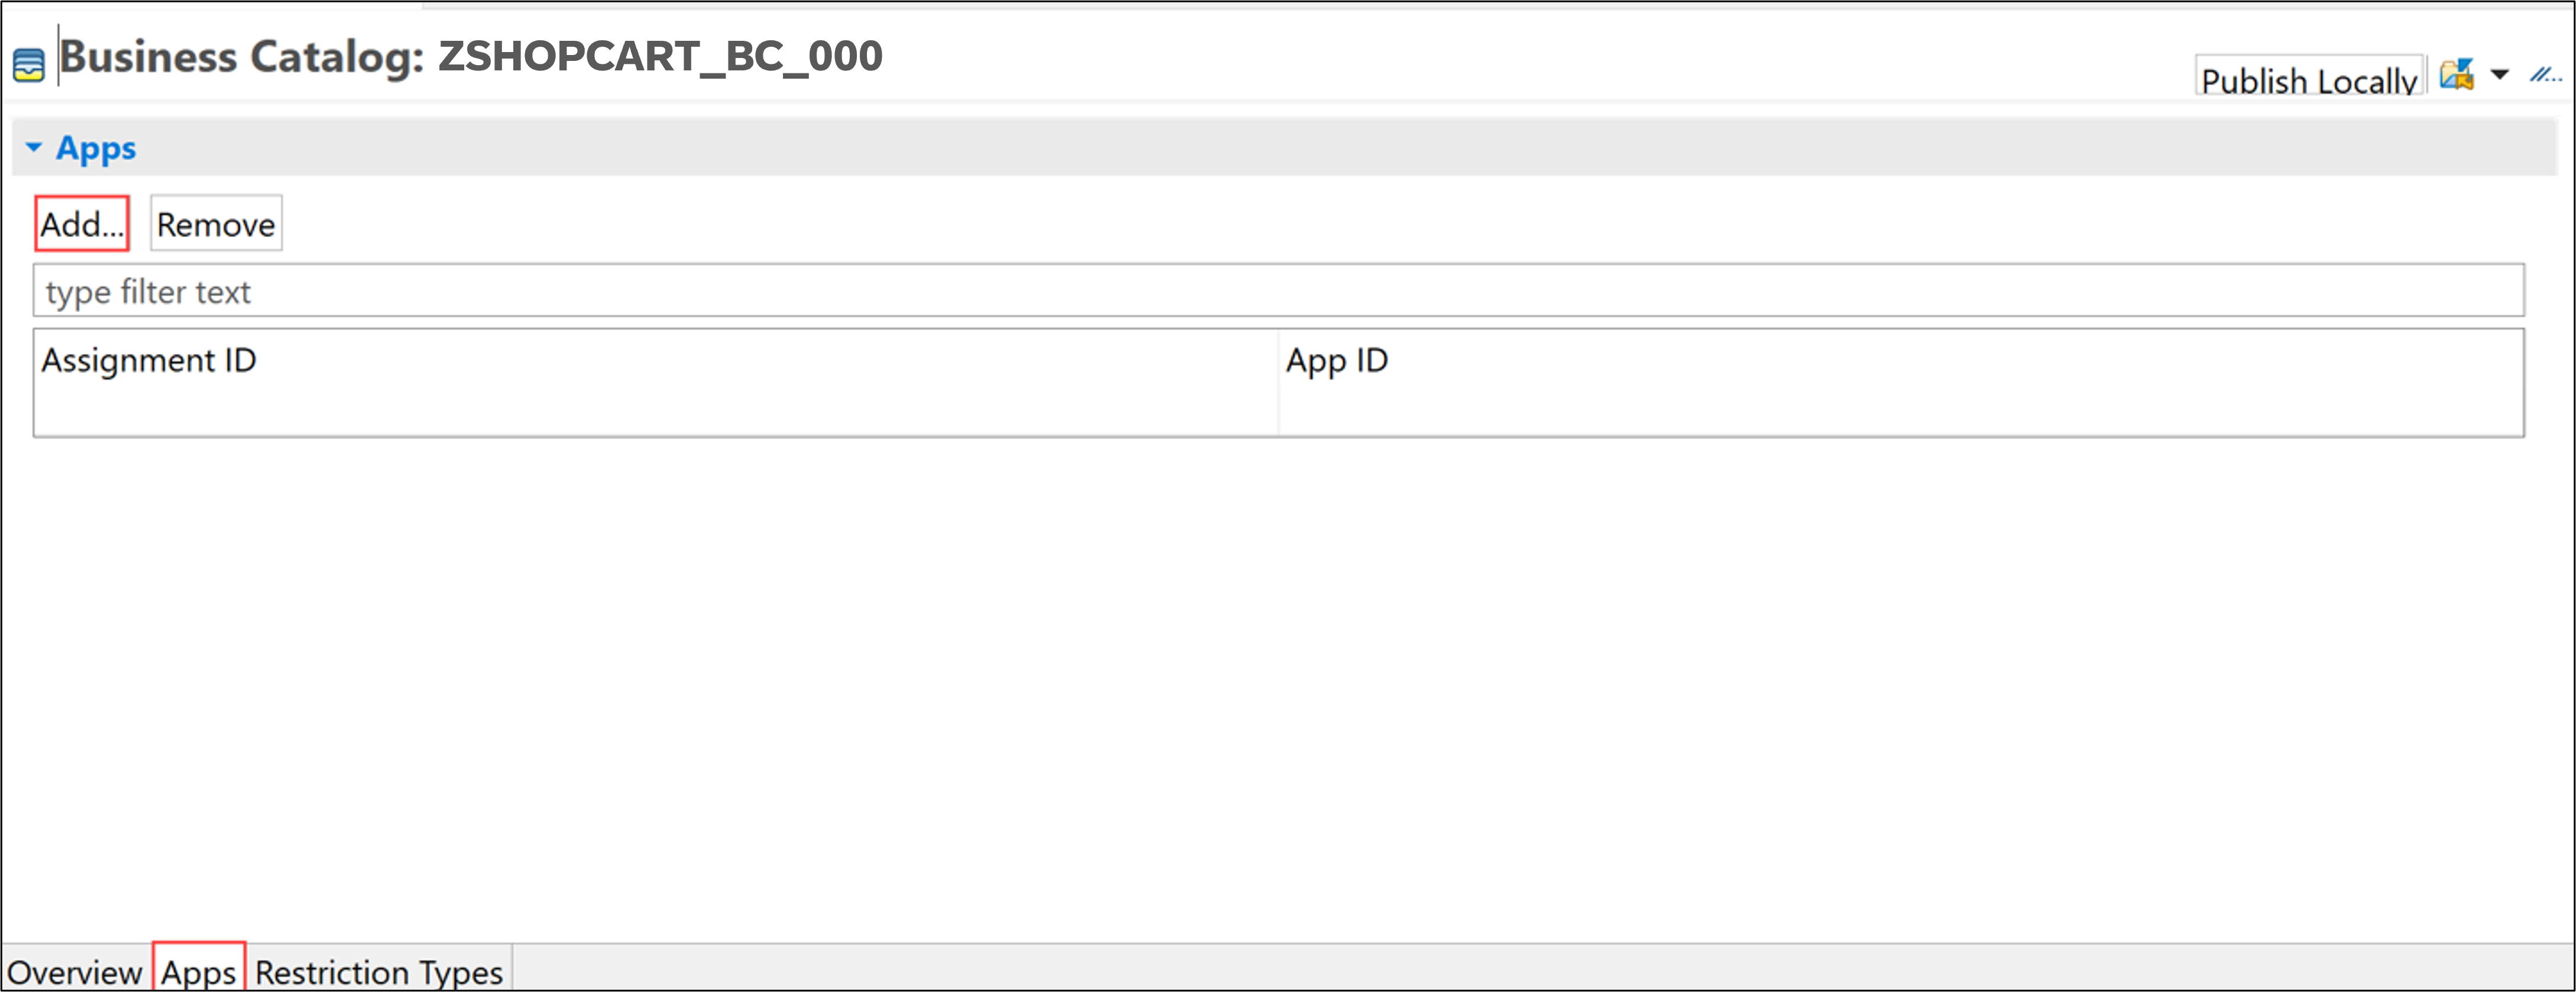 Business Catalog: ZSHOPCART_BC_000
Publish Locally
Apps
Add... Remove
type filter text
Assignment ID App ID
Overview Apps Restriction Types